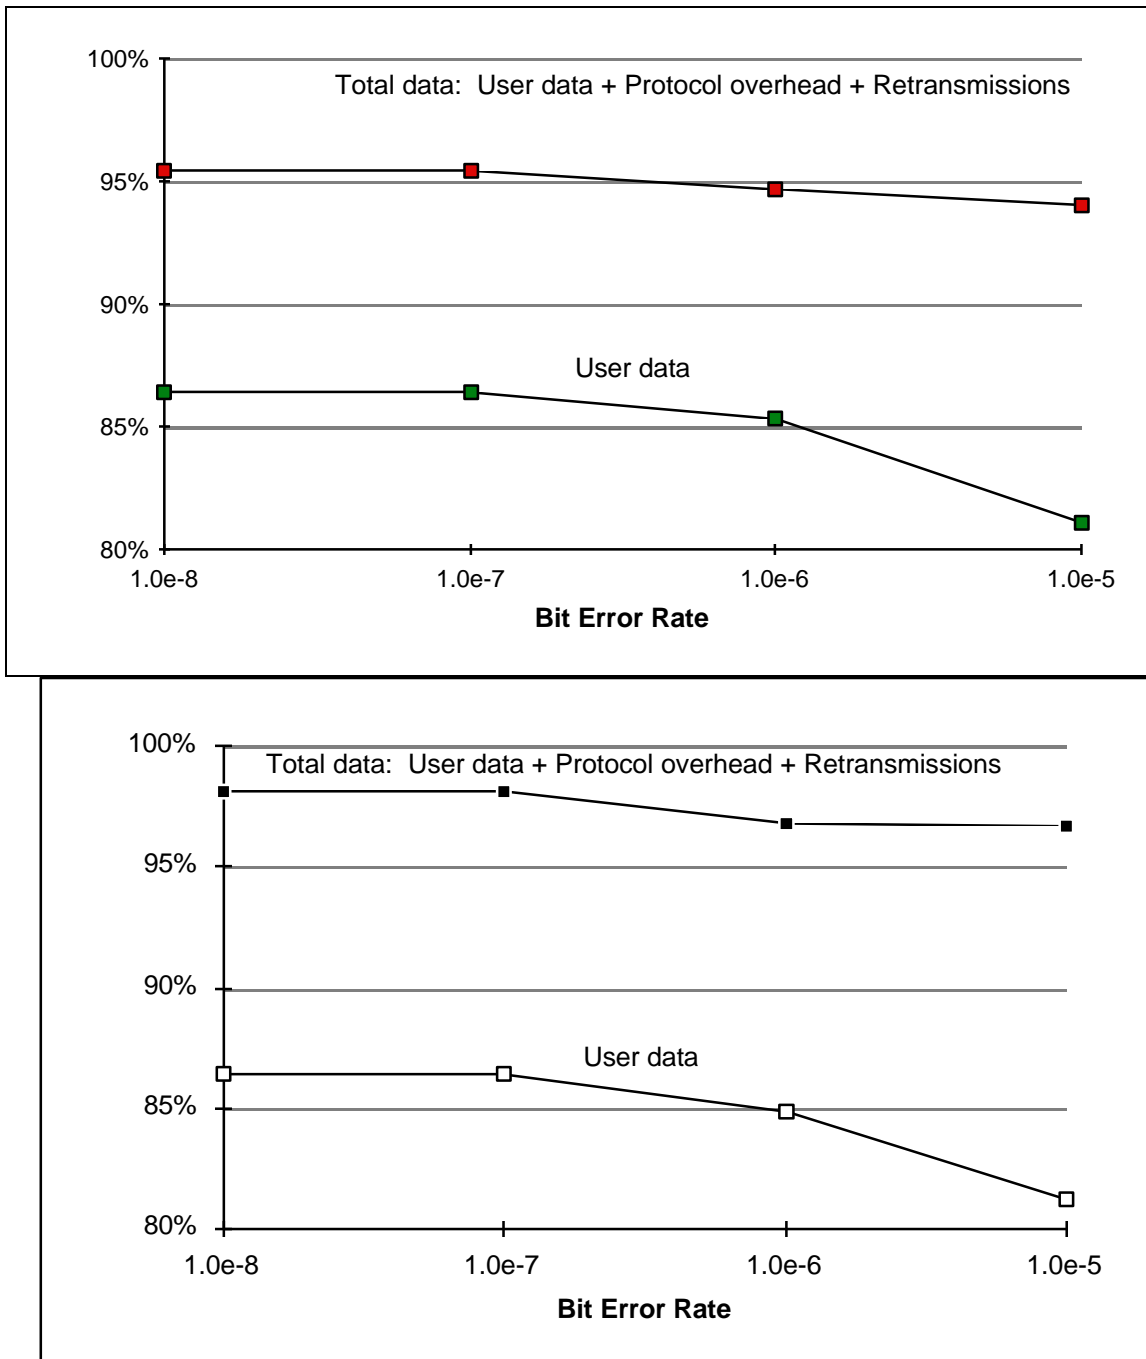 100%
Total data:  User data + Protocol overhead + Retransmissions
95%
90%
User data
85%
80%
1.0e-8 1.0e-7 1.0e-6 1.0e-5
Bit Error Rate
100%
Total data:  User data + Protocol overhead + Retransmissions
95%
90%
User data
85%
80%
1.0e-8 1.0e-7 1.0e-6 1.0e-5
Bit Error Rate